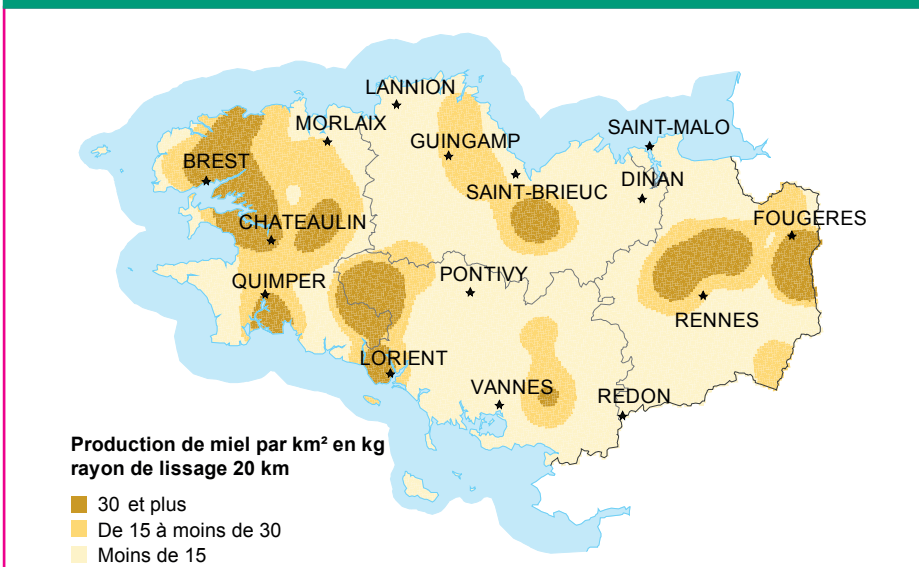 LANNION
MORLAIX
GUINGAMP
SAINT-MALO
BREST
SAINT-BRIEUC
DINAN
CHATEAULIN
FOUGERES
QUIMPER
PONTIVY
RENNES
LORIENT
VANNES
REDON
Production de miel par km² en kg
rayon de lissage 20 km
30 et plus
De 15 à moins de 30
Moins de 15